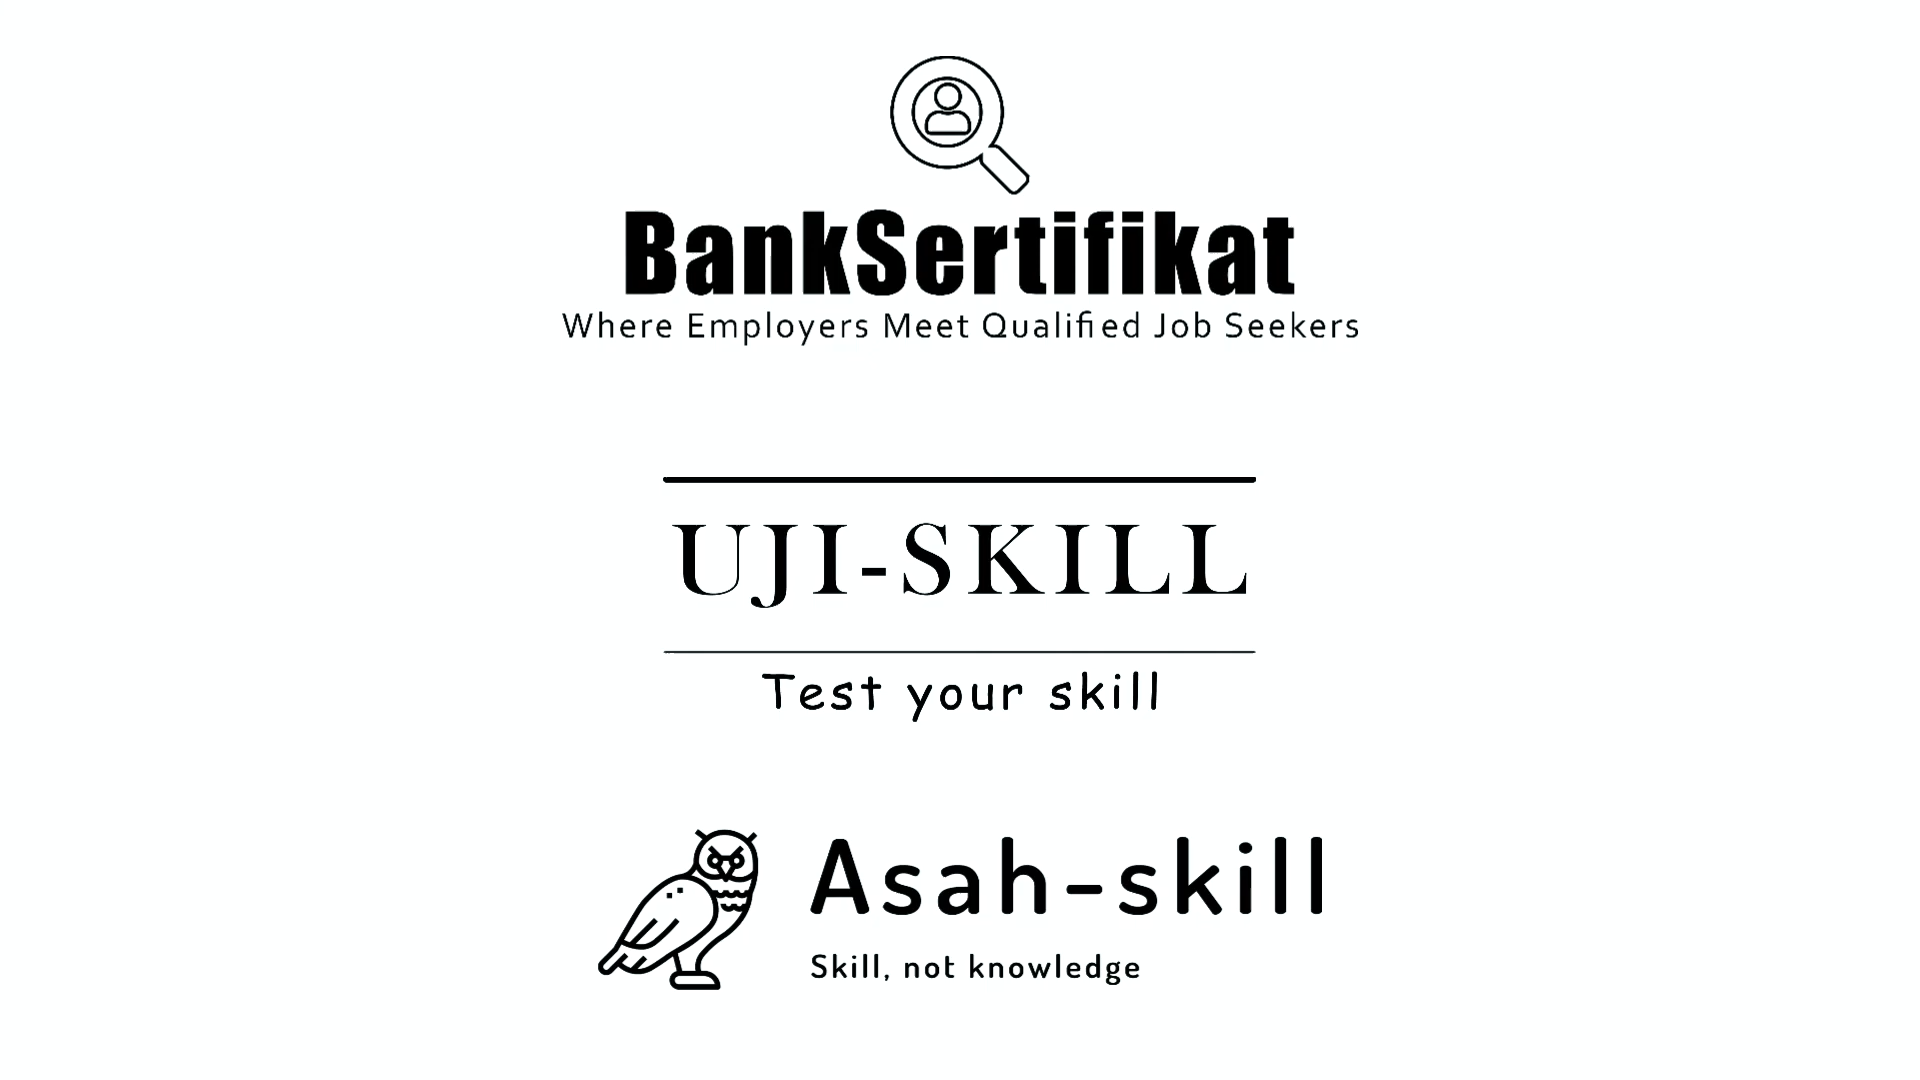 BankSertifikat
Where Employers Meet Qualified Job Seekers
UJI-SKILL
Test your skill
Asah-skill
Skill, not knowledge